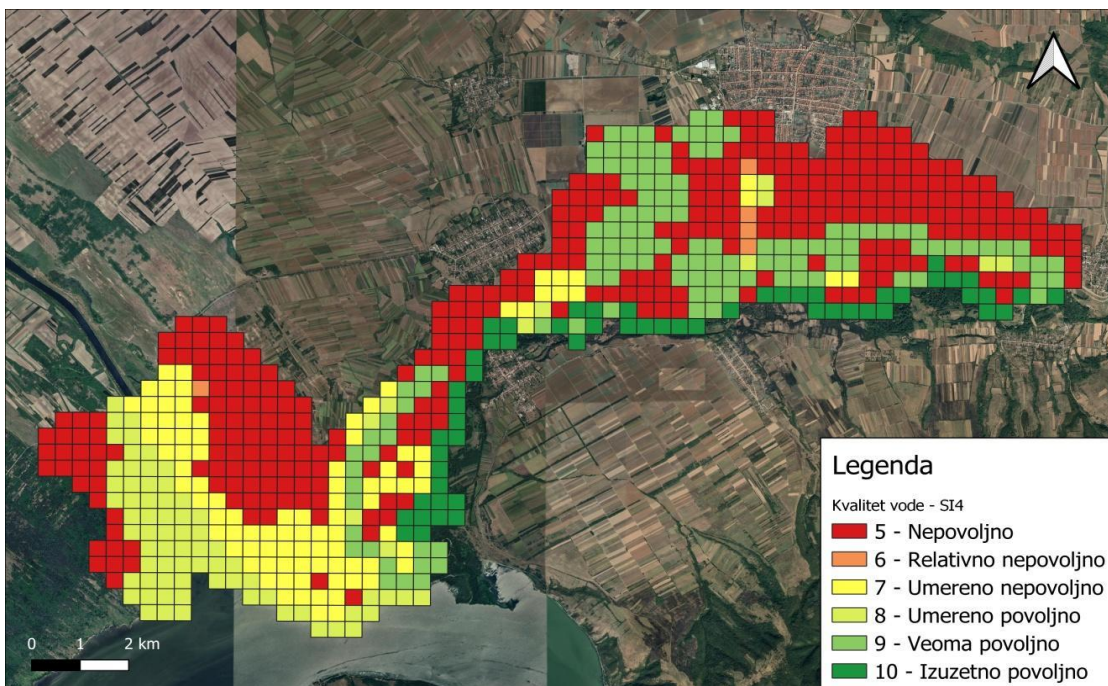 Legenda
Kvalitet vode - SI4
5 - Nepovoljno
6 - Relativno nepovoljno
7 - Umereno nepovoljno
8 - Umereno povoljno
9 - Veoma povoljno
10 - Izuzetno povoljno
0 1 2 km